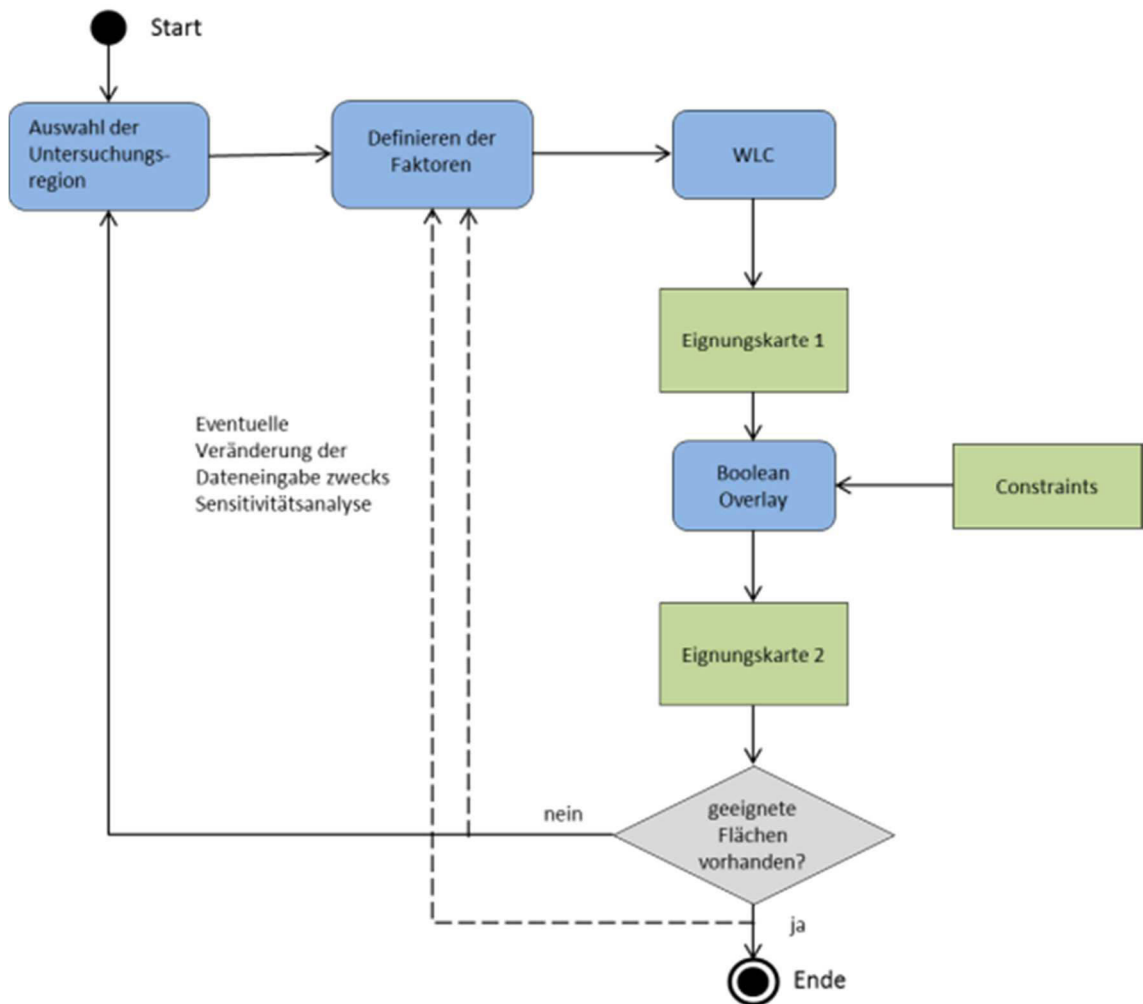 Start
Auswahl der
Untersuchungs-
region
Definieren der
Faktoren
WLC
Eignungskarte 1
Eventuelle
Veränderung der
Dateneingabe zwecks
Sensitivitätsanalyse
Boolean
Overlay
Constraints
Eignungskarte 2
geeignete
Flächen
vorhanden?
nein
ja
Ende